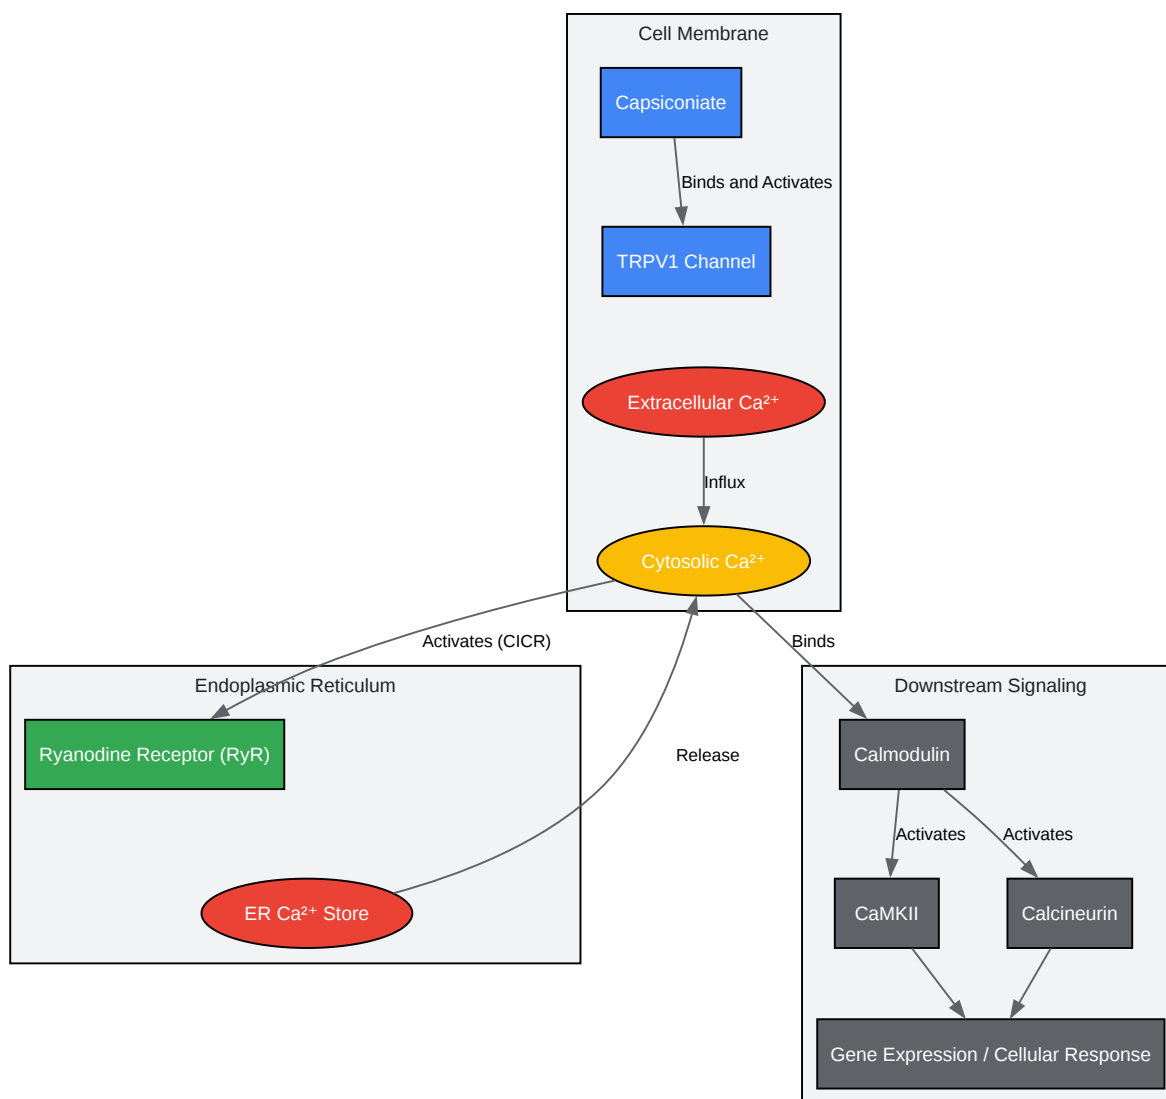 Cell Membrane
Capsiconiate
Binds and Activates
TRPV1 Channel
Extracellular Ca²⁺
Influx
Cytosolic Ca²⁺
Activates (CICR)
Binds
Endoplasmic Reticulum
Ryanodine Receptor (RyR)
Release
ER Ca²⁺ Store
Downstream Signaling
Calmodulin
Activates
Activates
CaMKII
Calcineurin
Gene Expression / Cellular Response